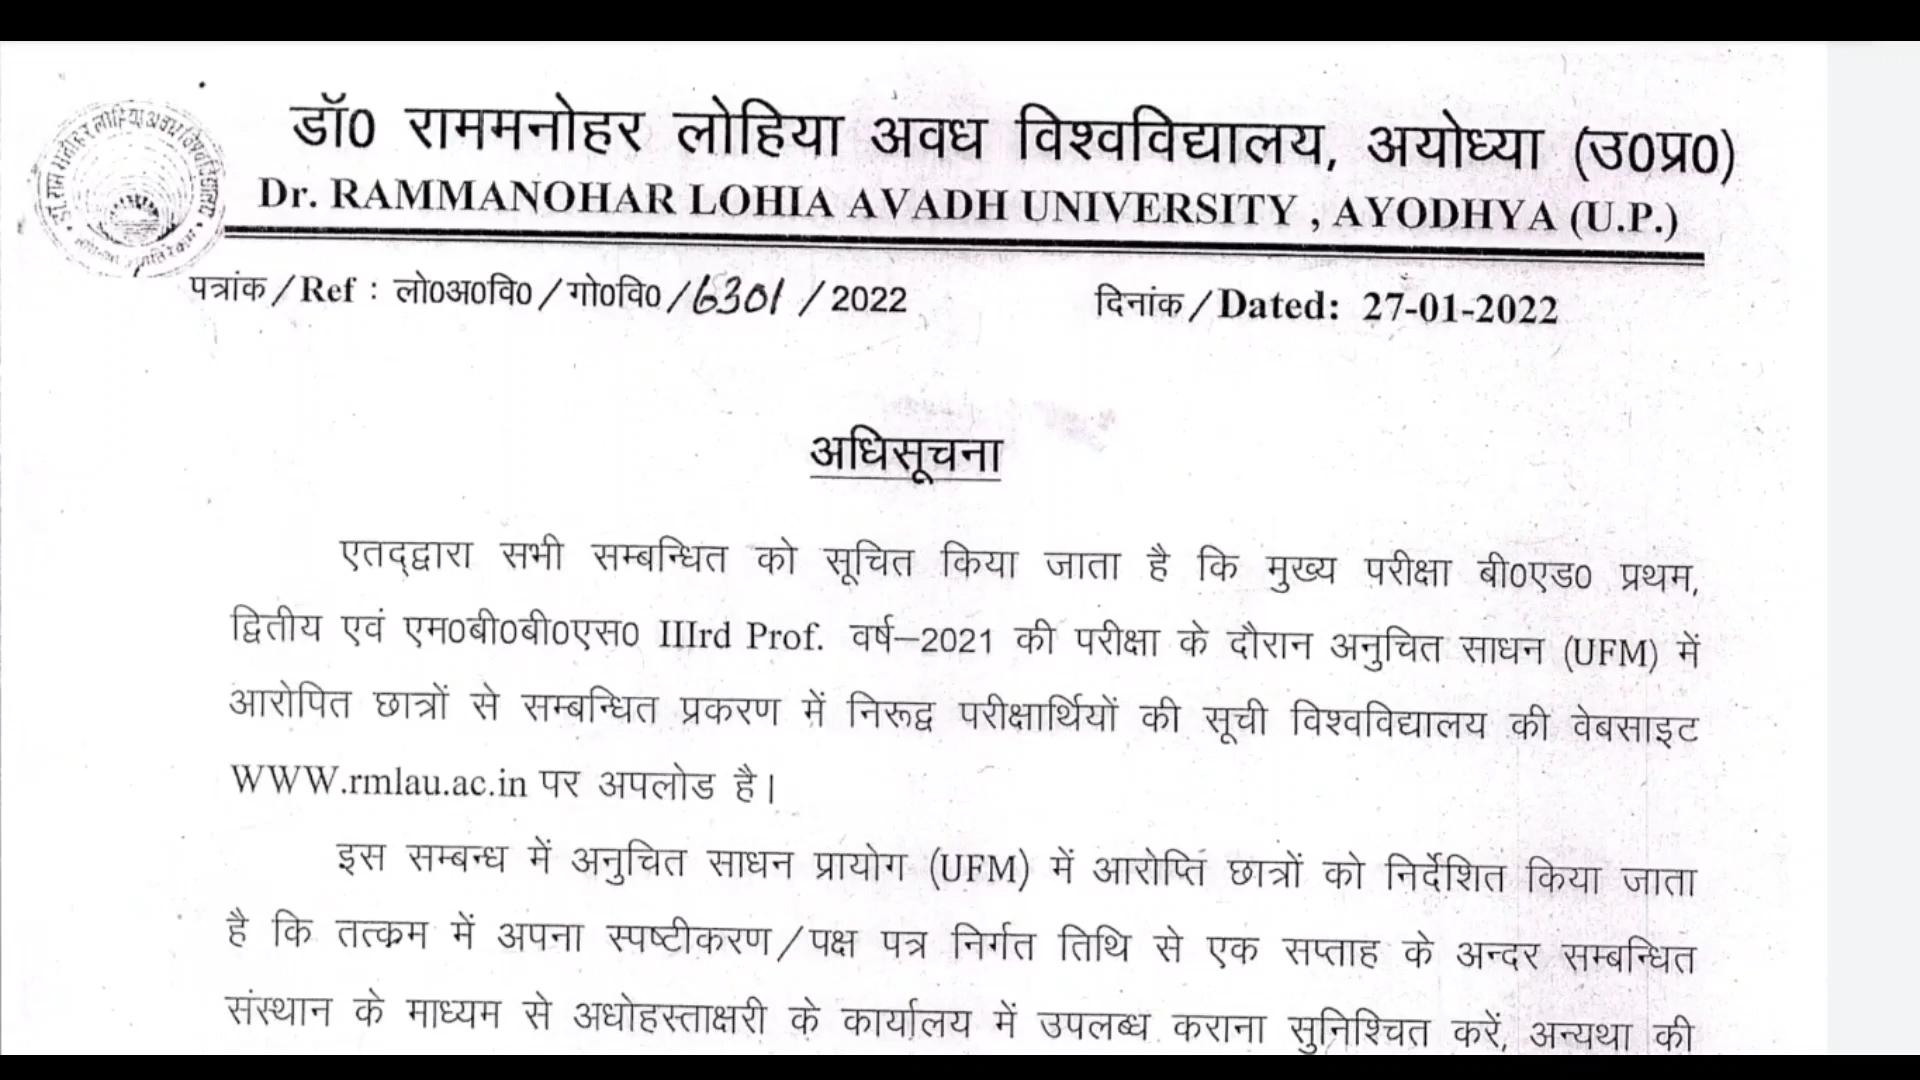 डॉ0 राममनोहर लोहिया अवध विश्वविद्यालय, अयोध्या (उ0प्र0)
Dr. RAMMANOHAR LOHIA AVADH UNIVERSITY , AYODHYA (U.P.)
पत्रांक / Ref : लो0अ0वि0 / गो0वि0 / 6301 / 2022 दिनांक / Dated: 27-01-2022
अधिसूचना
एतद्द्वारा सभी सम्बन्धित को सूचित किया जाता है कि मुख्य परीक्षा बी0एड0 प्रथम,
द्वितीय एवं एम0बी0बी0एस0 IIIrd Prof. वर्ष–2021 की परीक्षा के दौरान अनुचित साधन (UFM) में
आरोपित छात्रों से सम्बन्धित प्रकरण में निरूद्व परीक्षार्थियों की सूची विश्वविद्यालय की वेबसाइट
WWW.rmlau.ac.in पर अपलोड है।
इस सम्बन्ध में अनुचित साधन प्रायोग (UFM) में आरोप्ति छात्रों को निर्देशित किया जाता
है कि तत्क्रम में अपना स्पष्टीकरण / पक्ष पत्र निर्गत तिथि से एक सप्ताह के अन्दर सम्बन्धित
संस्थान के माध्यम से अधोहस्ताक्षरी के कार्यालय में उपलब्ध कराना सुनिश्चित करें, अन्यथा की